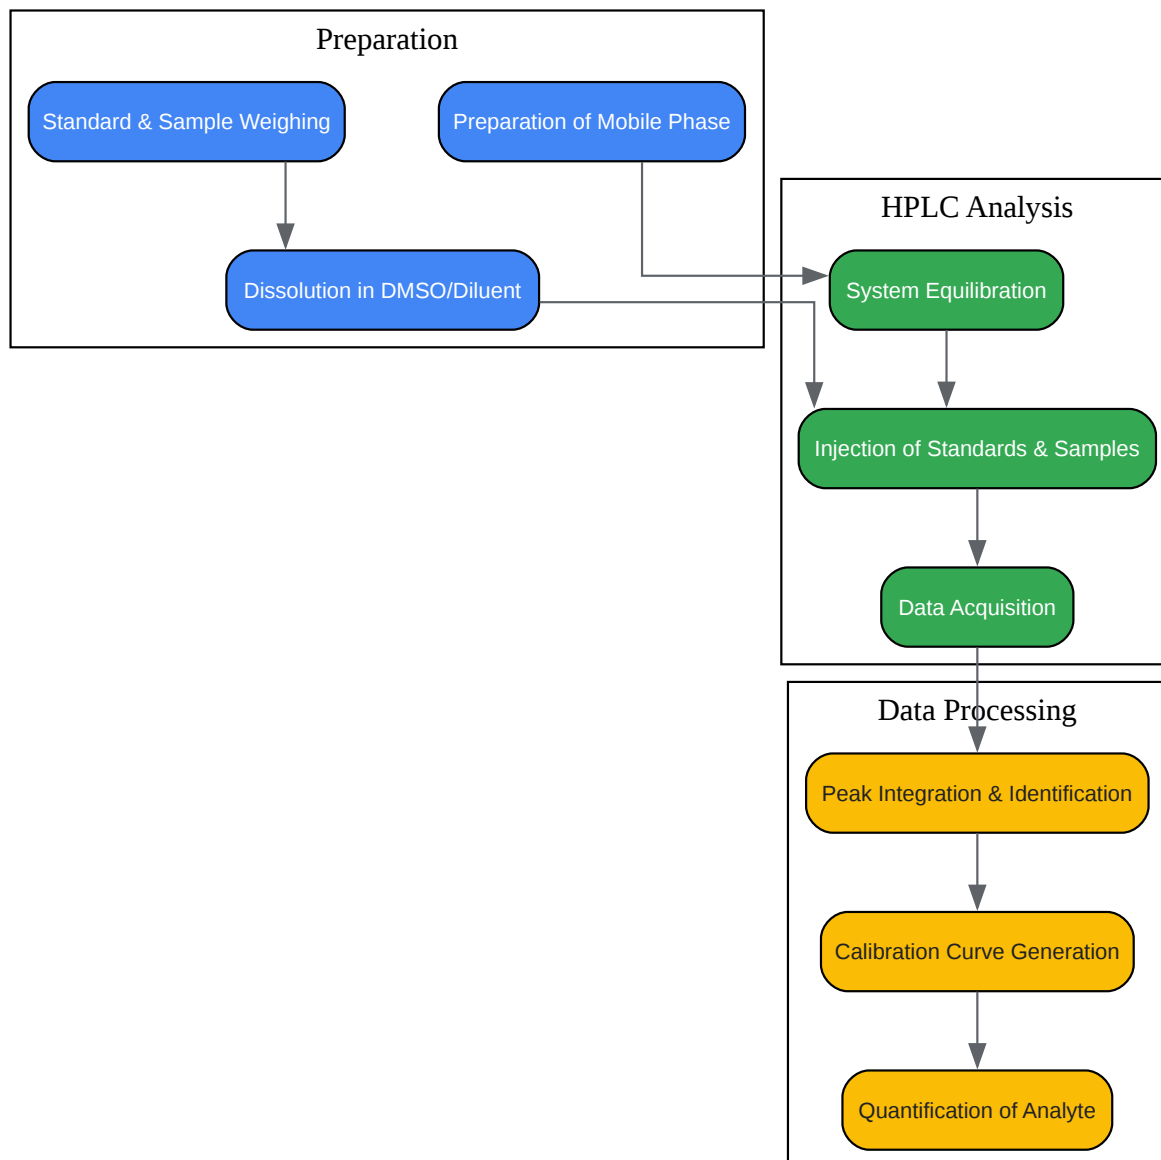 Preparation
Standard & Sample Weighing
Preparation of Mobile Phase
Dissolution in DMSO/Diluent
HPLC Analysis
System Equilibration
Injection of Standards & Samples
Data Acquisition
Data Processing
Peak Integration & Identification
Calibration Curve Generation
Quantification of Analyte